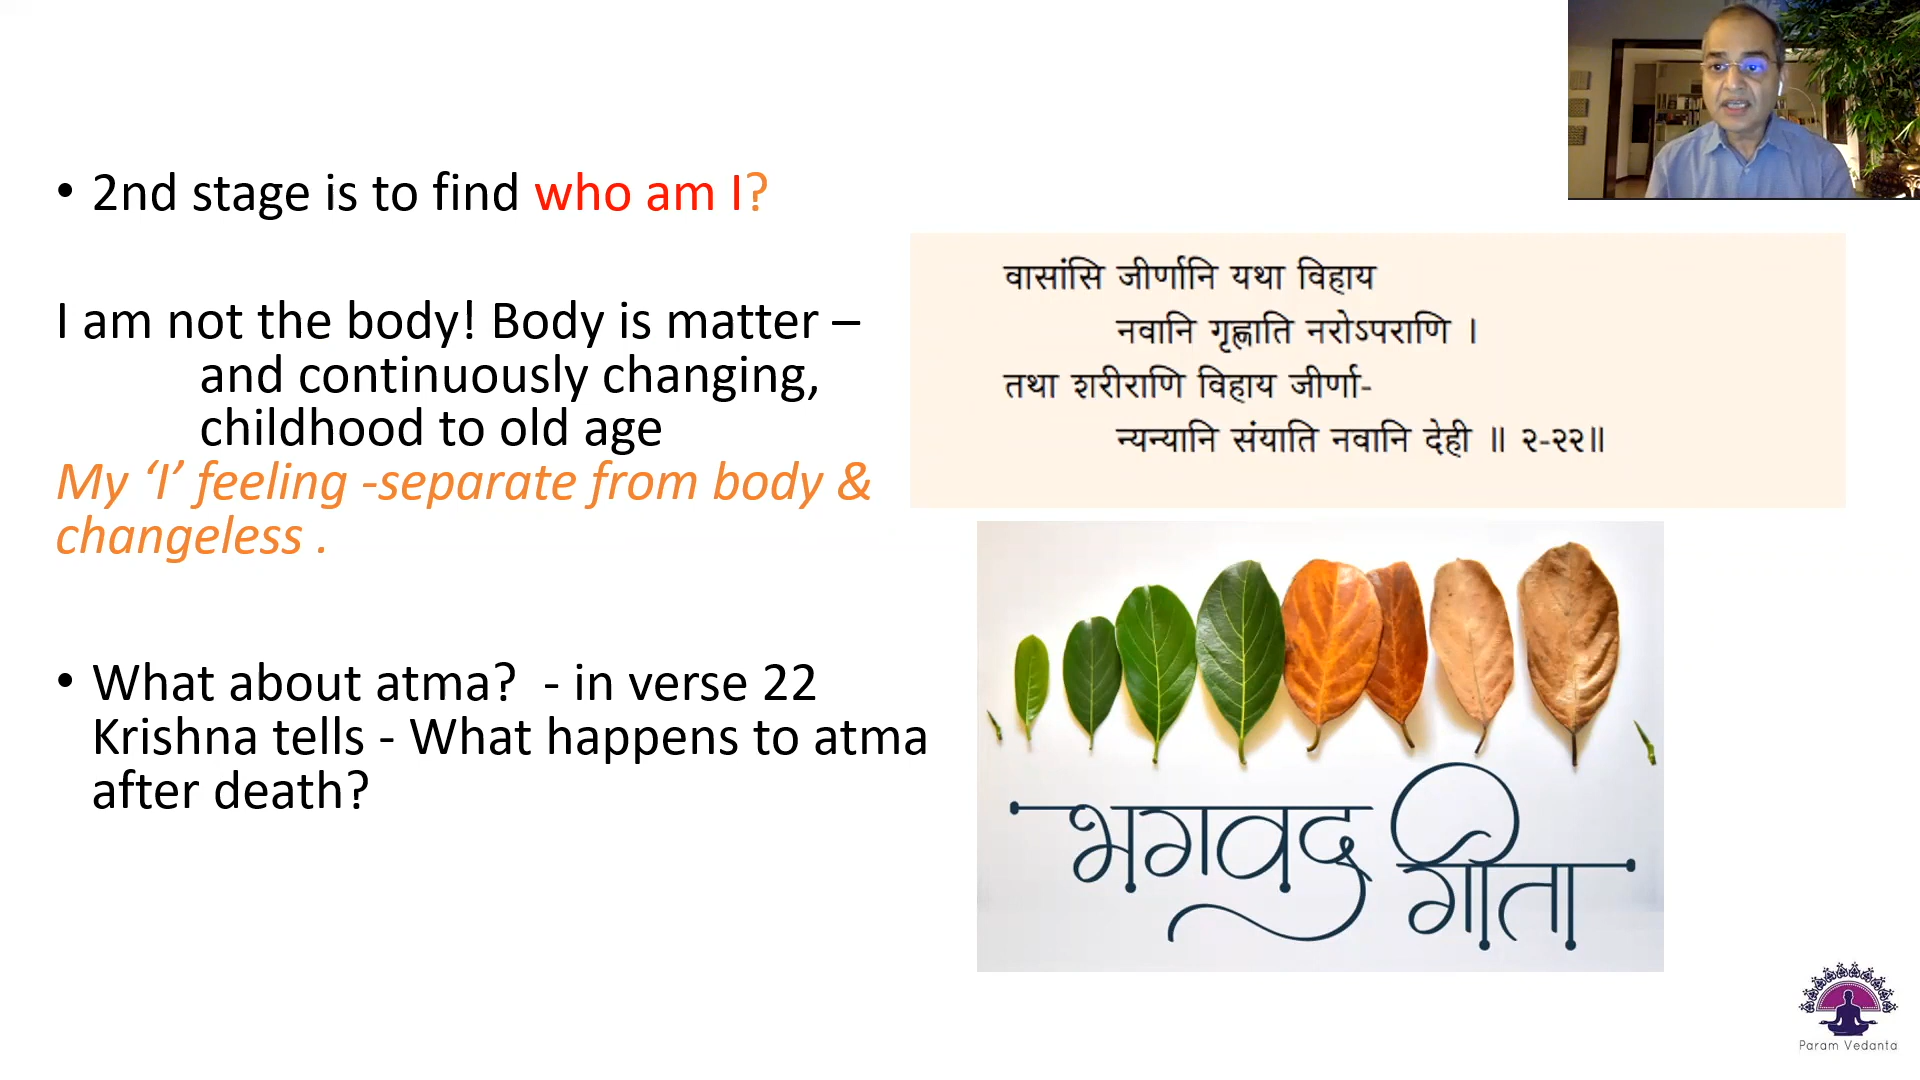 • 2nd stage is to find who am I?
I am not the body! Body is matter –
and continuously changing,
childhood to old age
My ‘I’ feeling -separate from body &
changeless .
• What about atma?  - in verse 22
Krishna tells - What happens to atma
after death?
वासांसि जीर्णानि यथा विहाय
नवानि गृह्णाति नरोऽपराणि ।
तथा शरीराणि विहाय जीर्णा-
न्यन्यानि संयाति नवानि देही ॥ २-२२॥
भगवद गीता
Param Vedanta